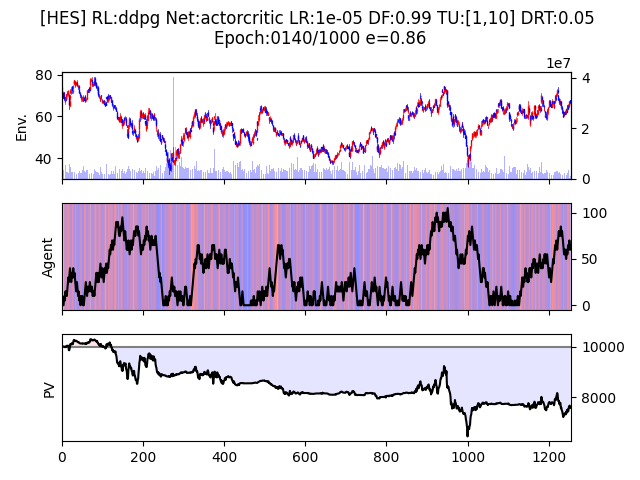 [HES] RL:ddpg Net:actorcritic LR:1e-05 DF:0.99 TU:[1,10] DRT:0.05
Epoch:0140/1000 e=0.86
1e7
80
60
40
Env.
4
2
0
Agent
100
50
0
PV
10000
8000
0 200 400 600 800 1000 1200